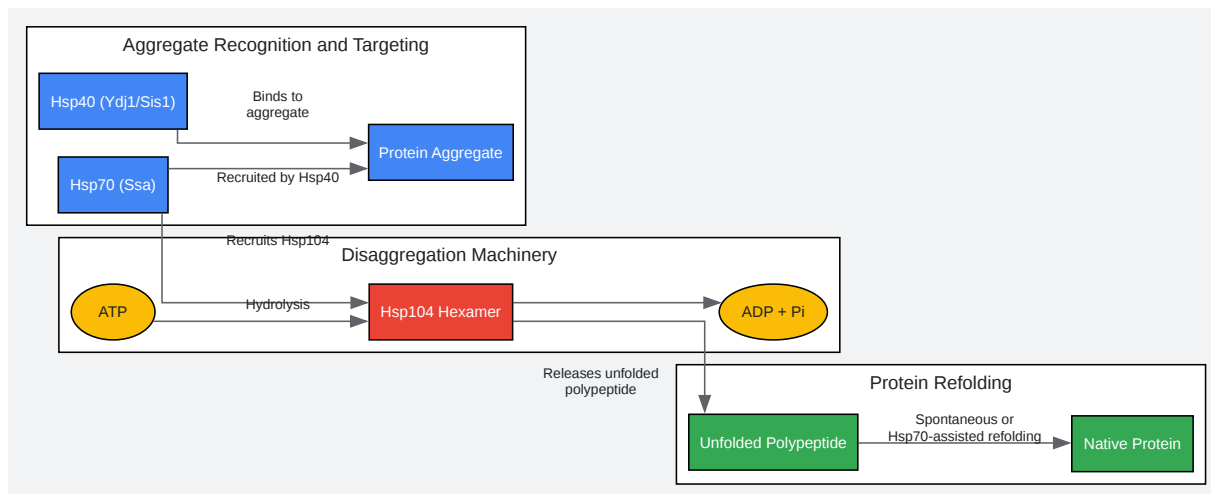 Aggregate Recognition and Targeting
Hsp40 (Ydj1/Sis1)
Binds to
aggregate
Protein Aggregate
Hsp70 (Ssa)
Recruited by Hsp40
Recruits Hsp104
Disaggregation Machinery
ATP
Hydrolysis
Hsp104 Hexamer
ADP + Pi
Releases unfolded
polypeptide
Protein Refolding
Unfolded Polypeptide
Spontaneous or
Hsp70-assisted refolding
Native Protein